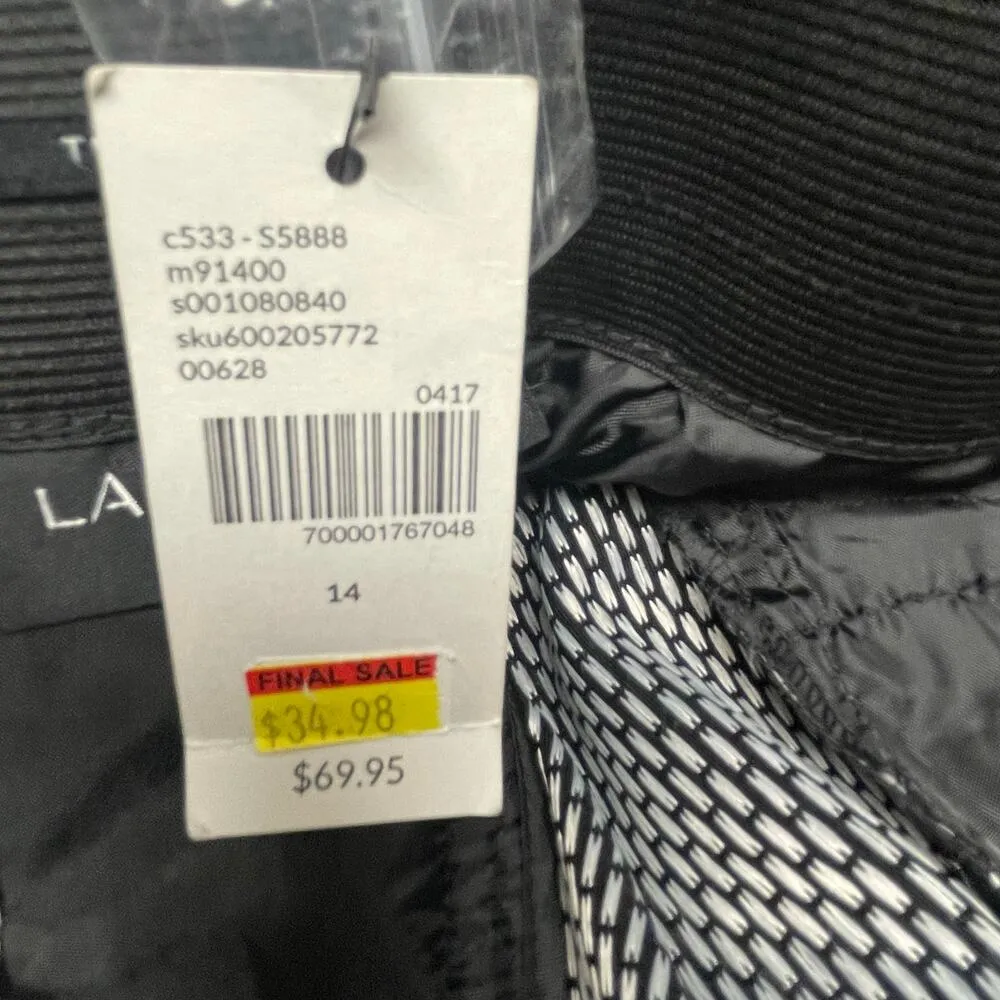 c533 - S5888
m91400
s001080840
sku600205772
00628
0417
700001767048
14
FINAL SALE
$34.98
$69.95
LA